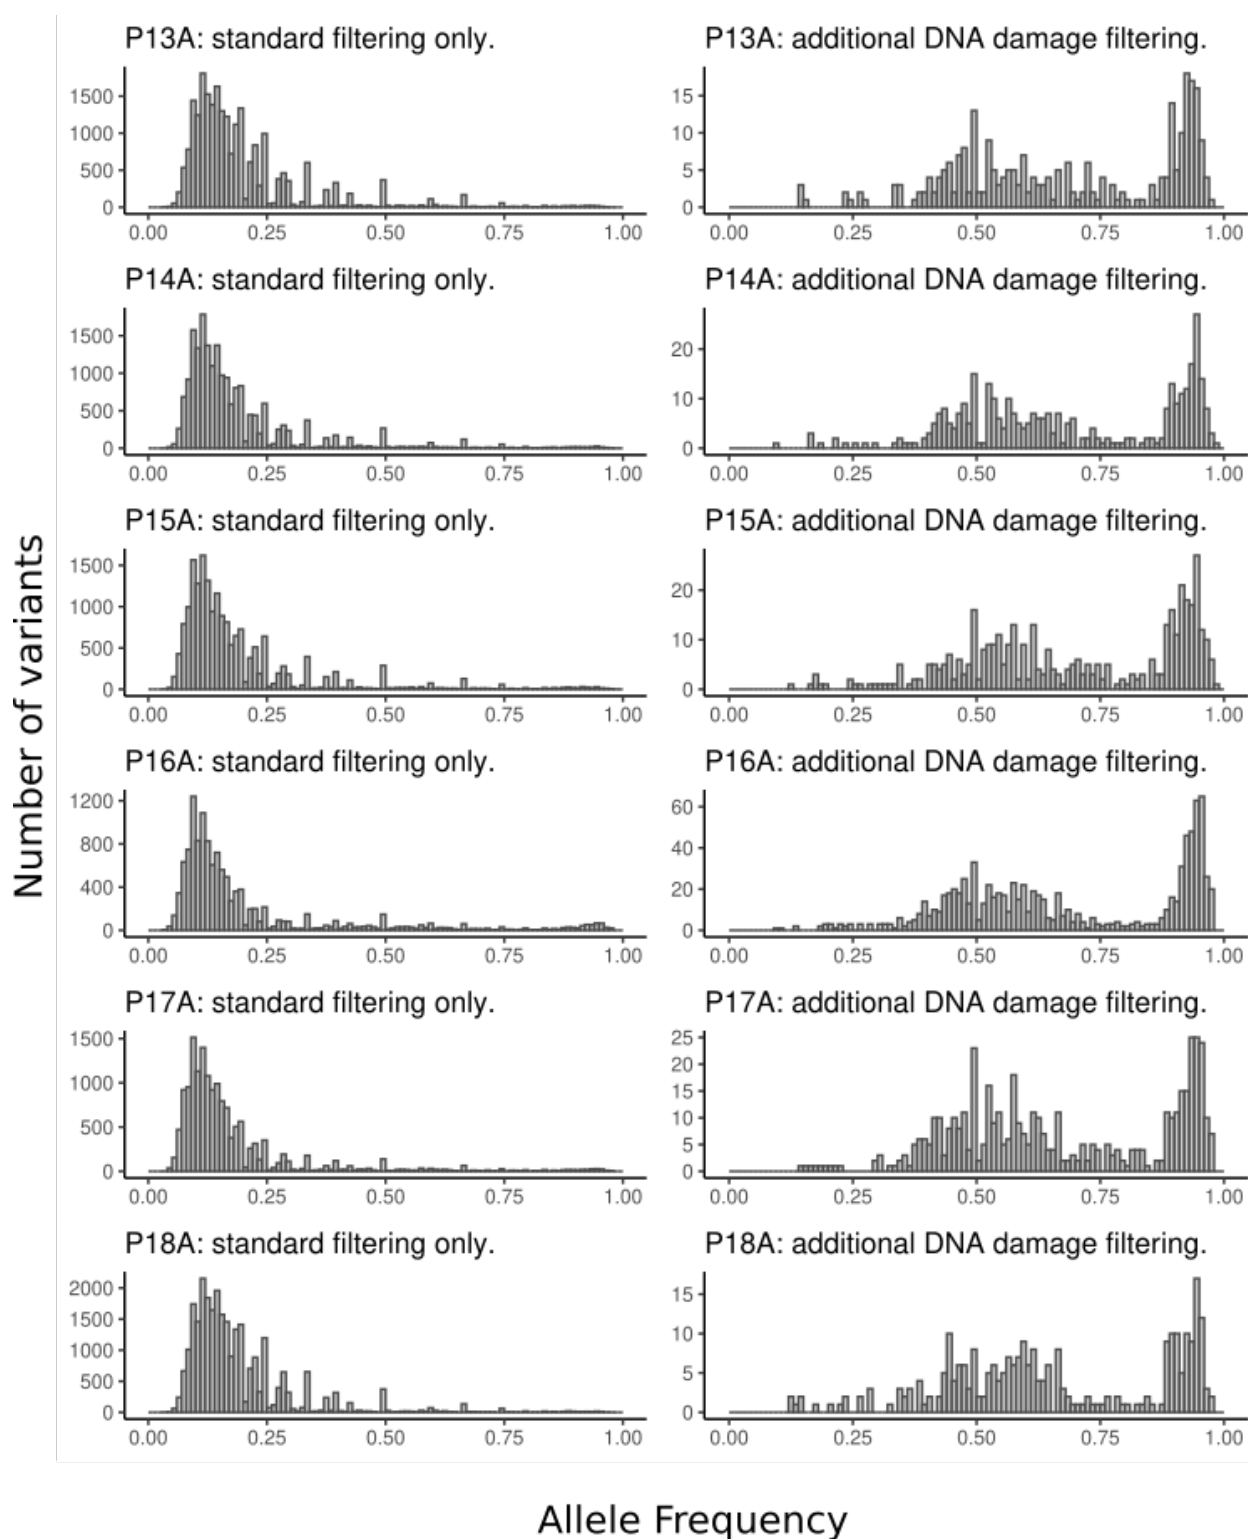 Number of variants
P13A: standard filtering only.
1500
1000
500
0
0.00 0.25 0.50 0.75 1.00
P13A: additional DNA damage filtering.
15
10
5
0
0.00 0.25 0.50 0.75 1.00
P14A: standard filtering only.
1500
1000
500
0
0.00 0.25 0.50 0.75 1.00
P14A: additional DNA damage filtering.
20
10
0
0.00 0.25 0.50 0.75 1.00
P15A: standard filtering only.
1500
1000
500
0
0.00 0.25 0.50 0.75 1.00
P15A: additional DNA damage filtering.
20
10
0
0.00 0.25 0.50 0.75 1.00
P16A: standard filtering only.
1200
800
400
0
0.00 0.25 0.50 0.75 1.00
P16A: additional DNA damage filtering.
60
40
20
0
0.00 0.25 0.50 0.75 1.00
P17A: standard filtering only.
1500
1000
500
0
0.00 0.25 0.50 0.75 1.00
P17A: additional DNA damage filtering.
25
20
15
10
5
0
0.00 0.25 0.50 0.75 1.00
P18A: standard filtering only.
2000
1500
1000
500
0
0.00 0.25 0.50 0.75 1.00
P18A: additional DNA damage filtering.
15
10
5
0
0.00 0.25 0.50 0.75 1.00
Allele Frequency